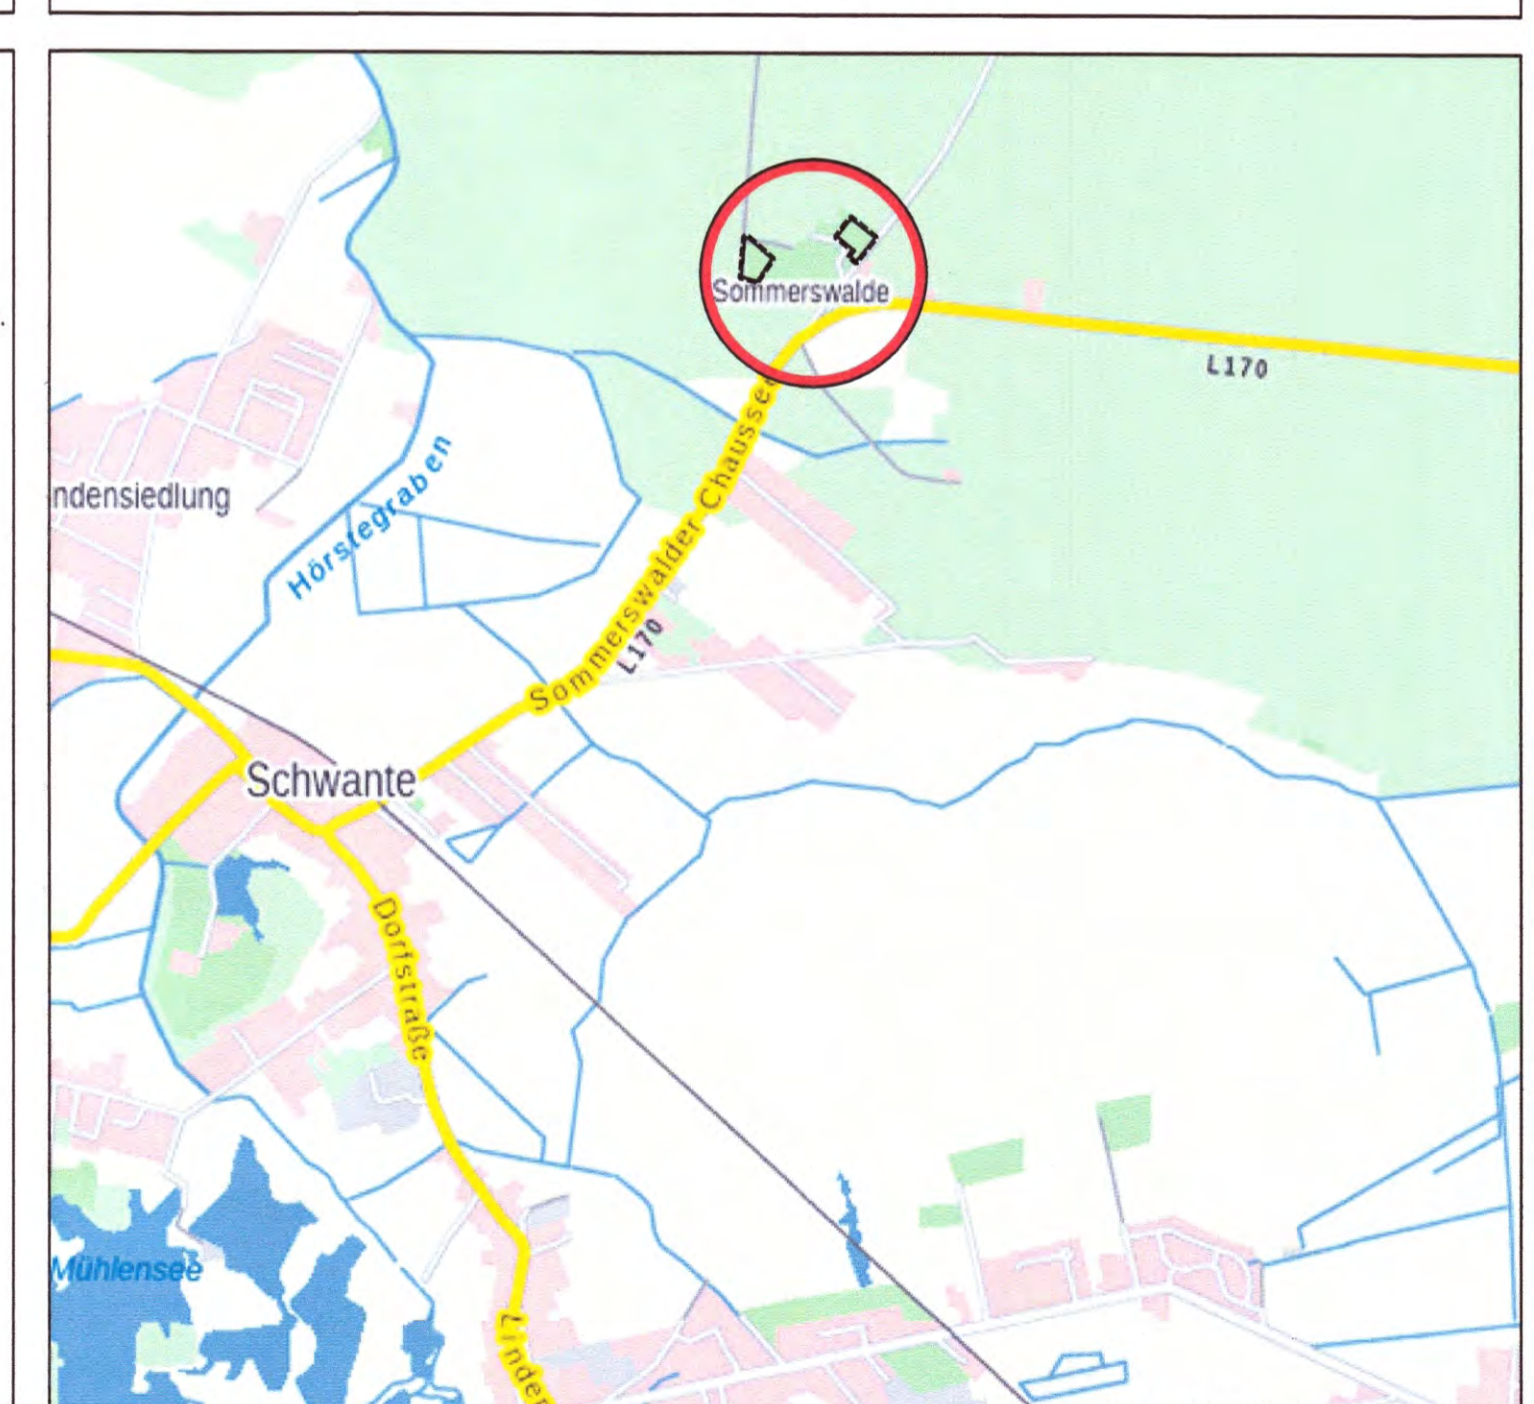 Sommerswalde
L170
Sommerswalder Chaussee
ndensiedlung
Hörstegraben
L170
Schwante
Dorfstraße
Mühlensee
Linden